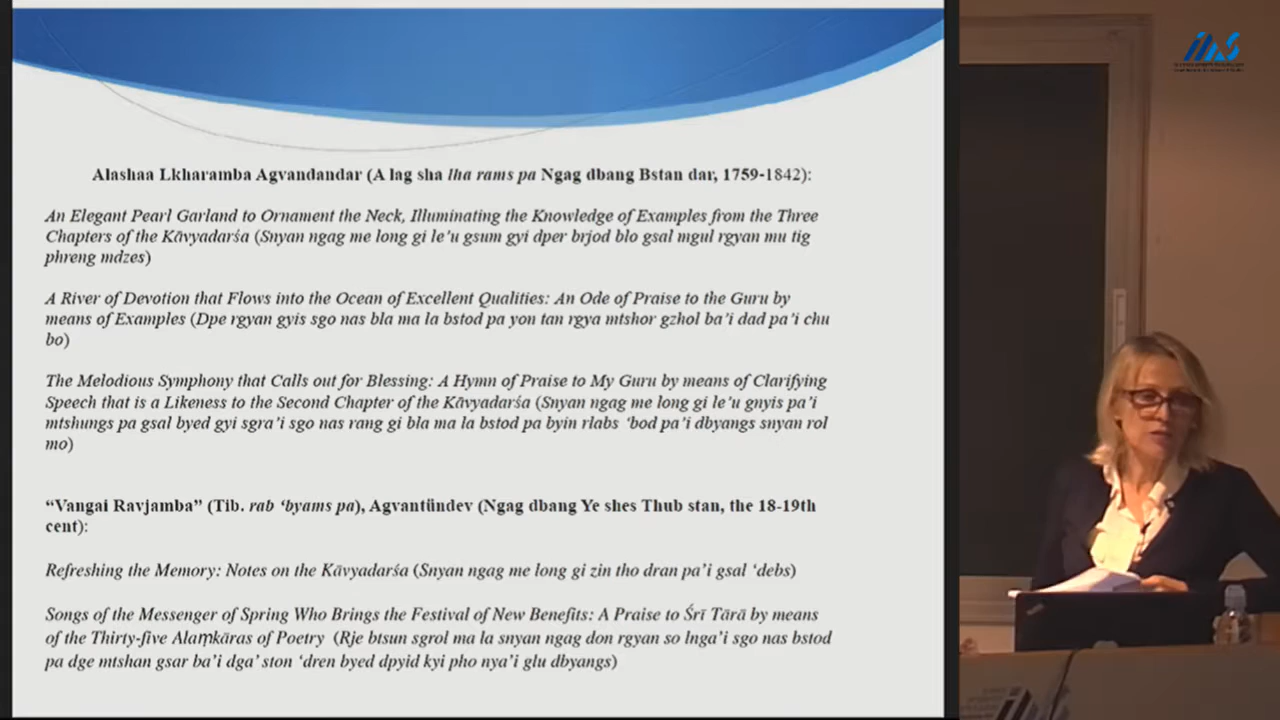 Alashaa Lkharamba Agvandandar (A lag sha lha rams pa Ngag dbang Bstan dar, 1759-1842):
An Elegant Pearl Garland to Ornament the Neck, Illuminating the Knowledge of Examples from the Three
Chapters of the Kāvyadarśa (Snyan ngag me long gi le’u gsum gyi dper brjod blo gsal mgul rgyan mu tig
phreng mdzes)
A River of Devotion that Flows into the Ocean of Excellent Qualities: An Ode of Praise to the Guru by
means of Examples (Dpe rgyan gyis sgo nas bla ma la bstod pa yon tan rgya mtshor gzhol ba’i dad pa’i chu
bo)
The Melodious Symphony that Calls out for Blessing: A Hymn of Praise to My Guru by means of Clarifying
Speech that is a Likeness to the Second Chapter of the Kāvyadarśa (Snyan ngag me long gi le’u gnyis pa’i
mtshungs pa gsal byed gyi sgra’i sgo nas rang gi bla ma la bstod pa byin rlabs ‘bod pa’i dbyangs snyan rol
mo)
“Vangai Ravjamba” (Tib. rab ‘byams pa), Agvantündev (Ngag dbang Ye shes Thub stan, the 18-19th
cent):
Refreshing the Memory: Notes on the Kāvyadarśa (Snyan ngag me long gi zin tho dran pa’i gsal ‘debs)
Songs of the Messenger of Spring Who Brings the Festival of New Benefits: A Praise to Śrī Tārā by means
of the Thirty-five Alaṃkāras of Poetry (Rje btsun sgrol ma la snyan ngag don rgyan so lnga’i sgo nas bstod
pa dge mtshan gsar ba’i dga’ ston ‘dren byed dpyid kyi pho nya’i glu dbyangs)